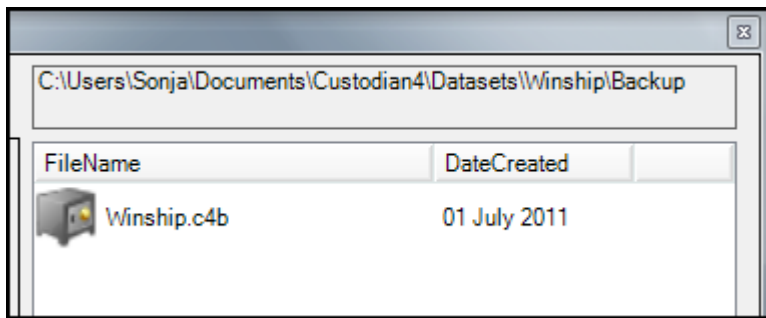 C:\Users\Sonja\Documents\Custodian4\Datasets\Winship\Backup
FileName DateCreated
Winship.c4b 01 July 2011